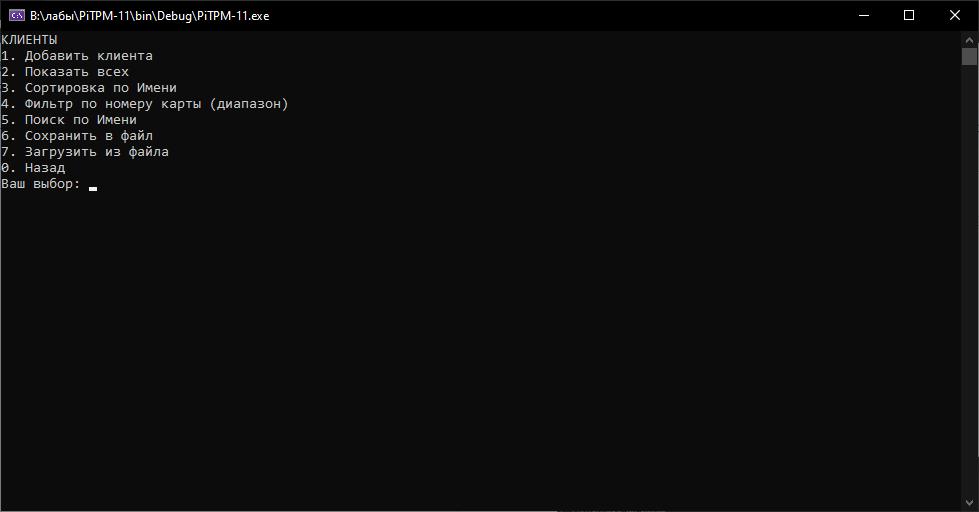 B:\лабы\PiTPM-11\bin\Debug\PiTPM-11.exe
КЛИЕНТЫ
1. Добавить клиента
2. Показать всех
3. Сортировка по Имени
4. Фильтр по номеру карты (диапазон)
5. Поиск по Имени
6. Сохранить в файл
7. Загрузить из файла
0. Назад
Ваш выбор: